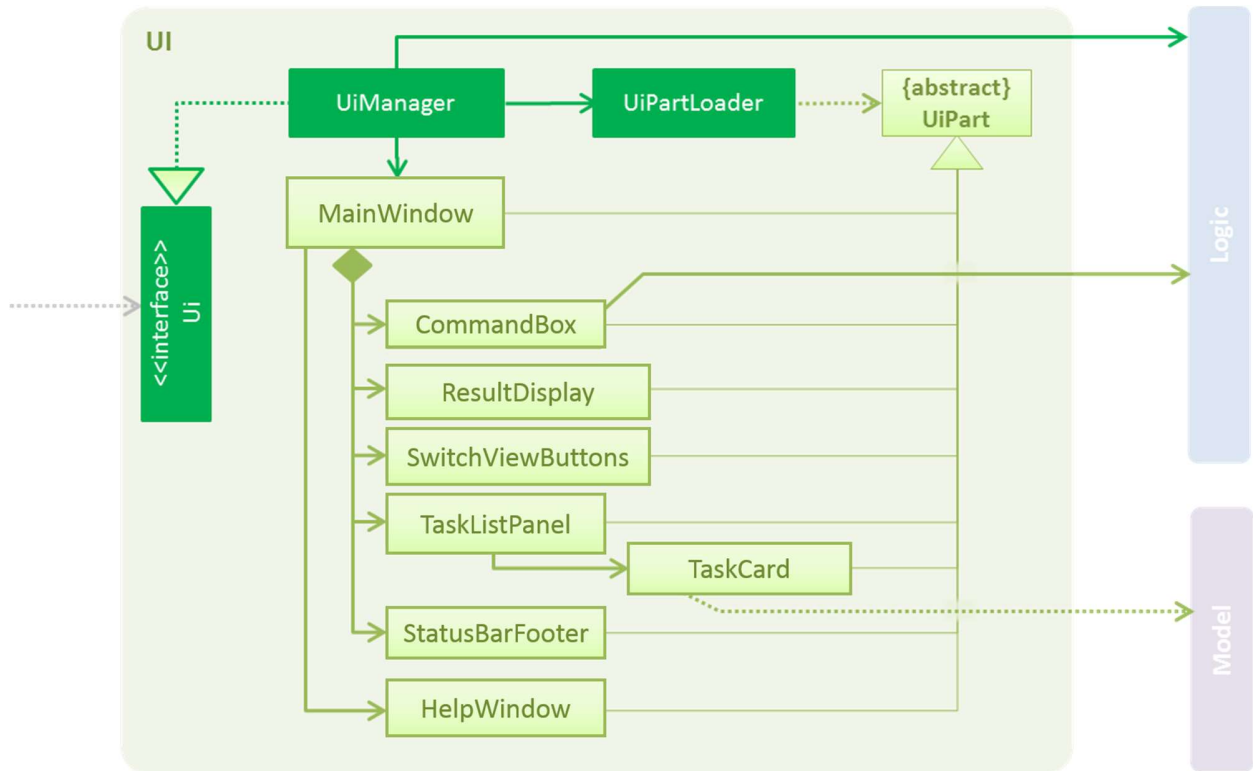 UI
UiManager
UiPartLoader
{abstract}
UiPart
MainWindow
<<interface>>
Ui
Logic
CommandBox
ResultDisplay
SwitchViewButtons
TaskListPanel
TaskCard
StatusBarFooter
Model
HelpWindow